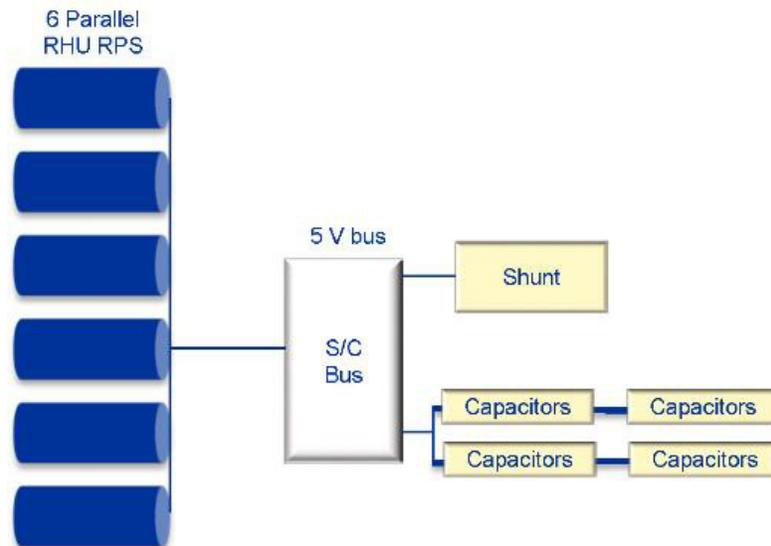 6 Parallel
RHU RPS
5 V bus
S/C
Bus
Shunt
Capacitors
Capacitors
Capacitors
Capacitors